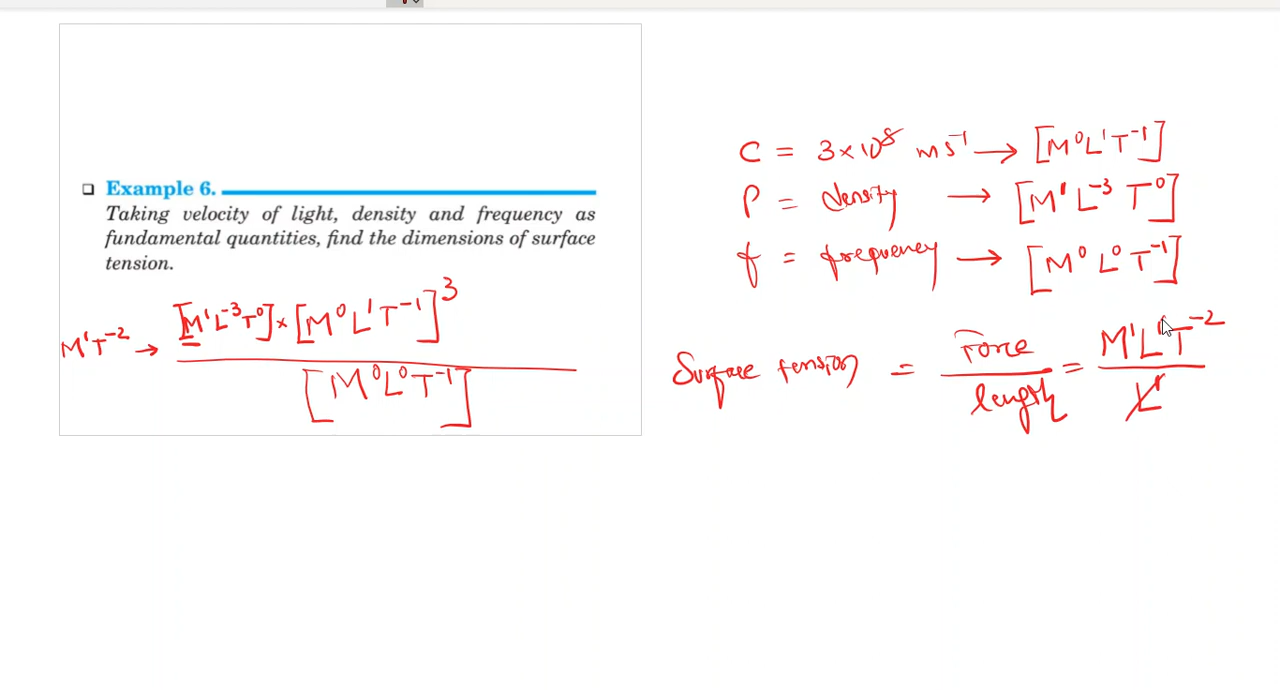 ❑ Example 6.
Taking velocity of light, density and frequency as
fundamental quantities, find the dimensions of surface
tension.
M¹T⁻² → [M¹L⁻³T⁰] × [M⁰L¹T⁻¹]³
[M⁰L⁰T⁻¹]
C = 3×10⁸ ms⁻¹ → [M⁰L¹T⁻¹]
ρ = density → [M¹L⁻³T⁰]
f = frequency → [M⁰L⁰T⁻¹]
Surface tension = Force / length = M¹L¹T⁻² / L¹